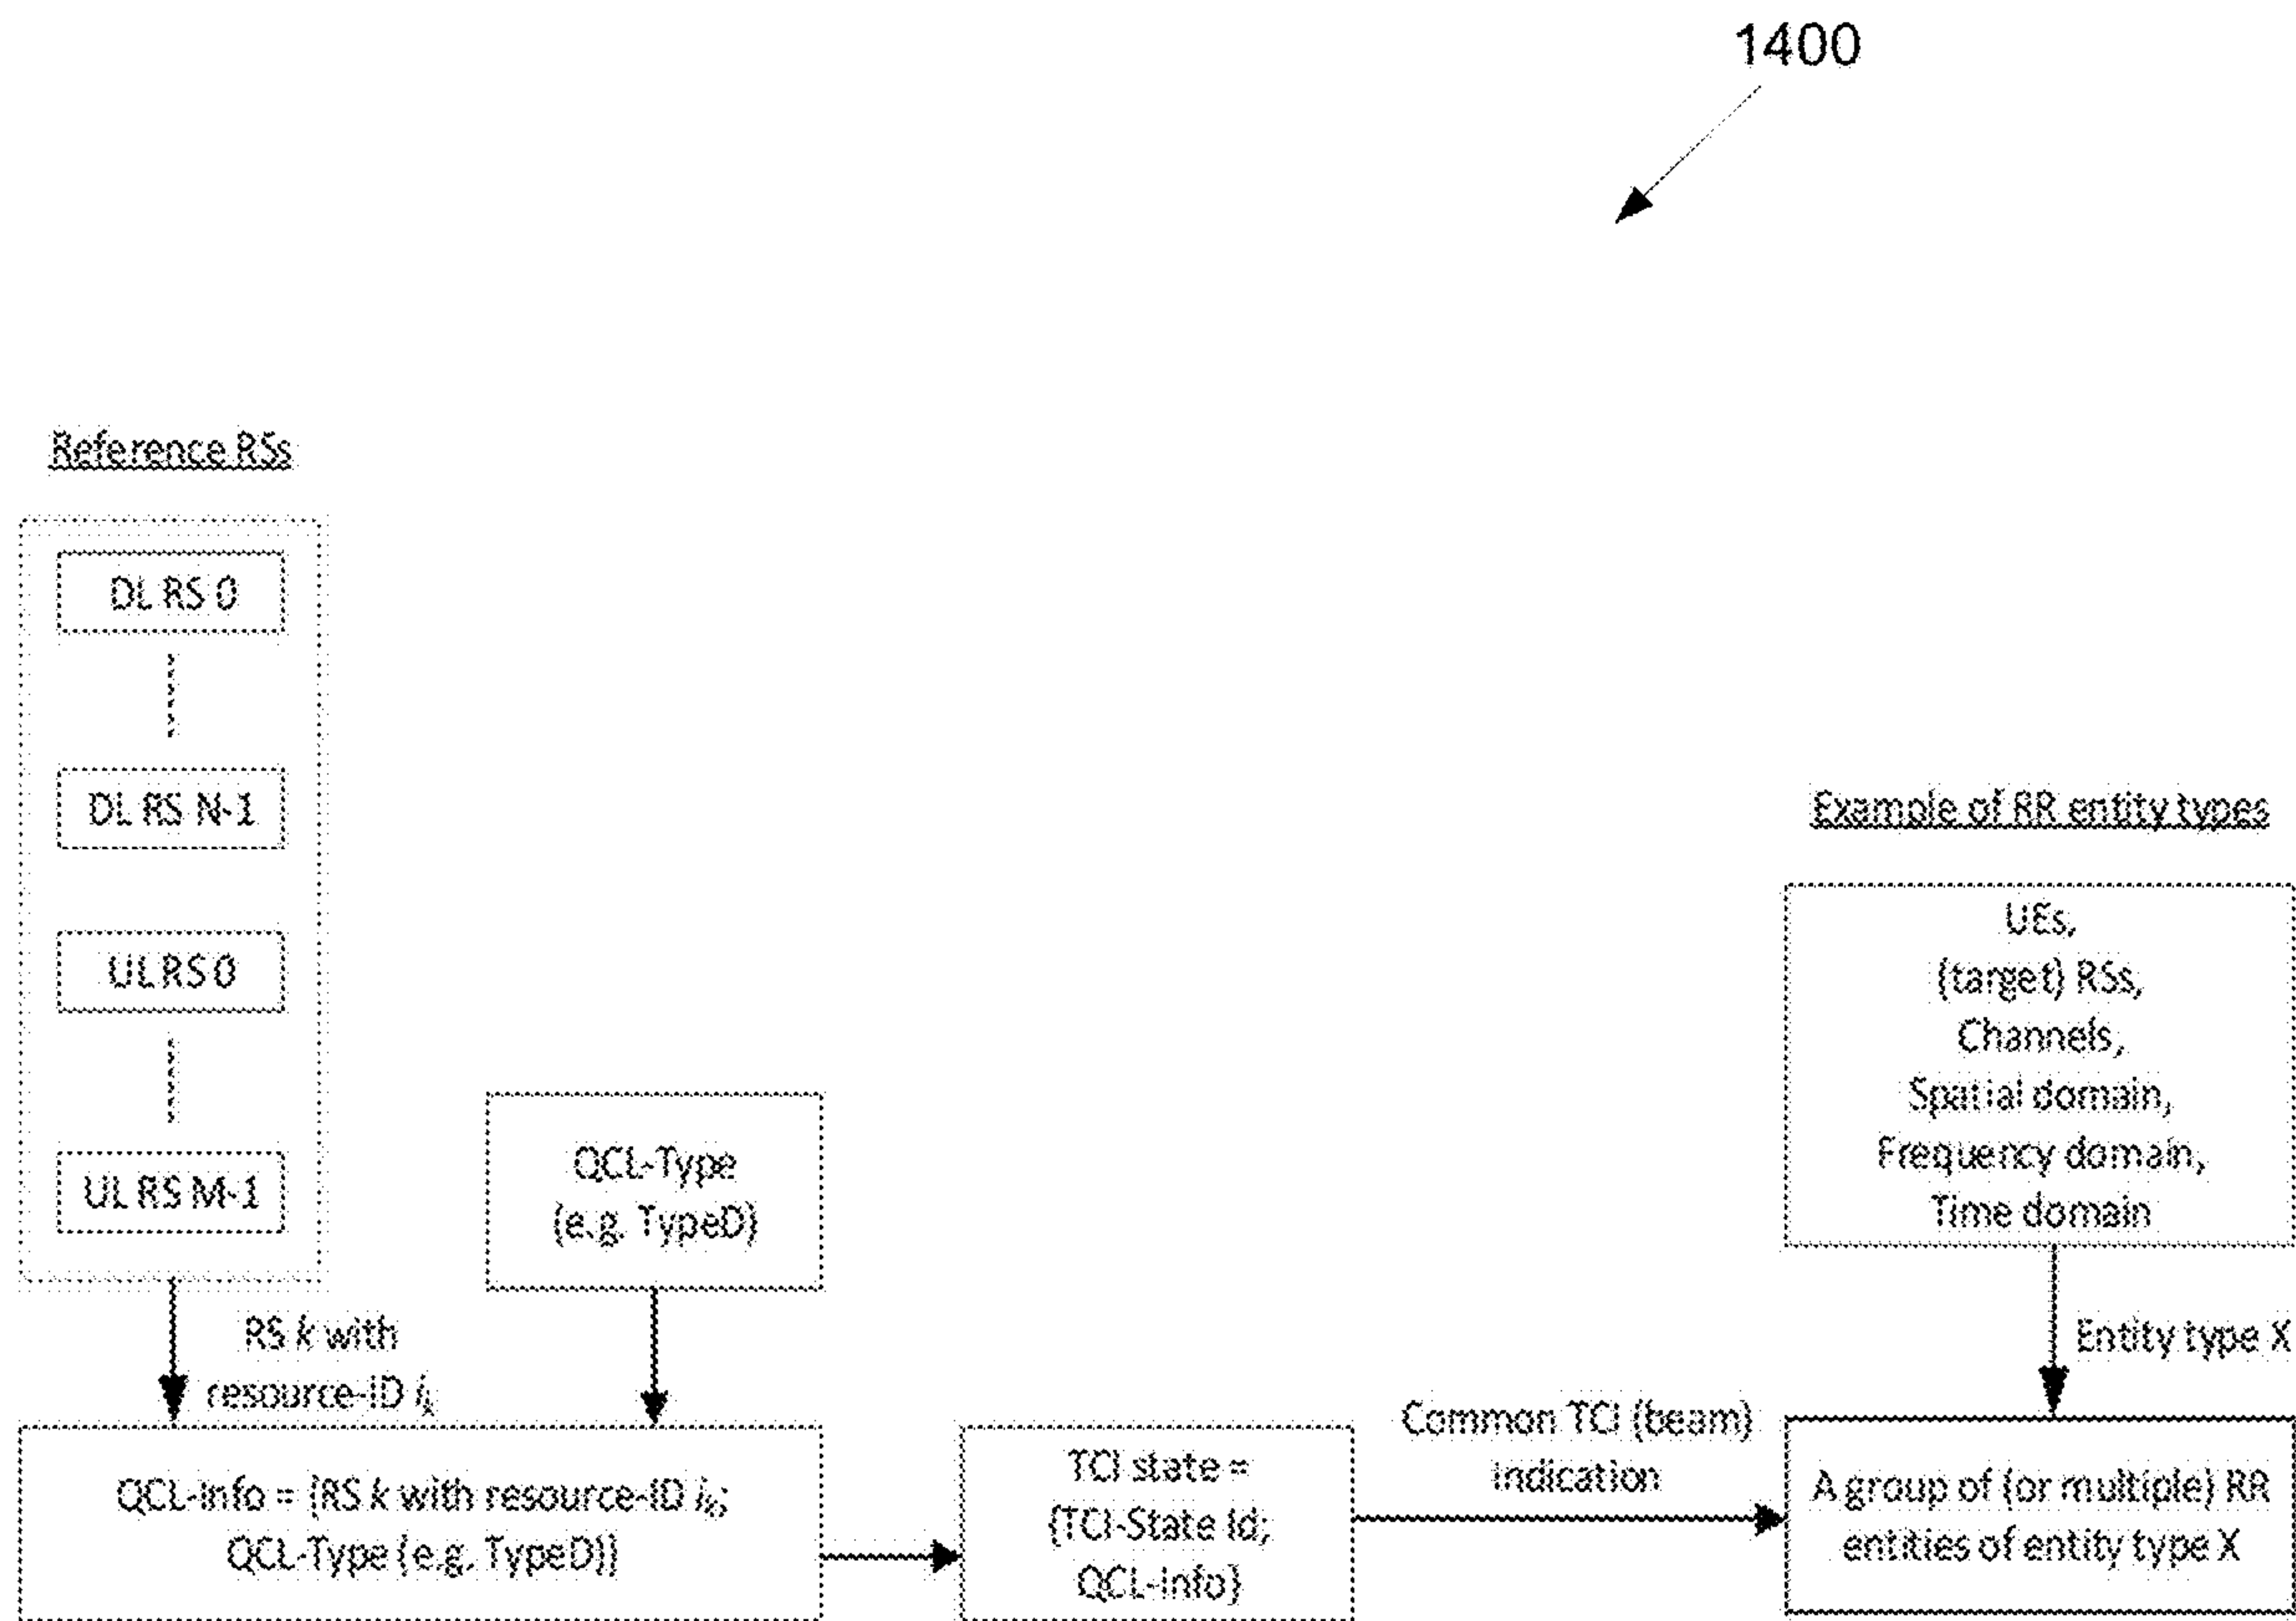 1400
Reference RSs
DL RS 0
DL RS N-1
UL RS 0
UL RS M-1
QCL-Type
(e.g. TypeD)
RS k with
resource-ID iₖ
QCL-Info = {RS k with resource-ID iₖ;
QCL-Type (e.g. TypeD)}
TCI state =
{TCI-State Id;
QCL-Info}
Common TCI (beam)
indication
Example of RR entity types
UEs,
(target) RSs,
Channels,
Spatial domain,
Frequency domain,
Time domain
Entity type X
A group of (or multiple) RR
entities of entity type X